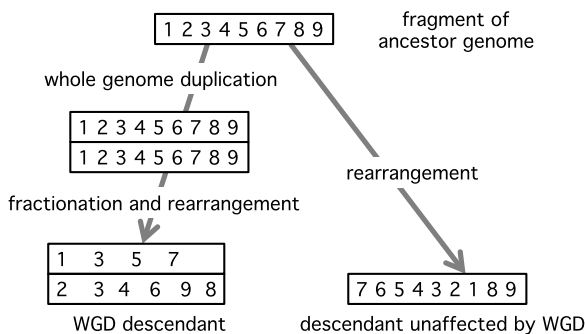 1 2 3 4 5 6 7 8 9
fragment of
ancestor genome
whole genome duplication
1 2 3 4 5 6 7 8 9
1 2 3 4 5 6 7 8 9
rearrangement
fractionation and rearrangement
1 3 5 7
2 3 4 6 9 8
7 6 5 4 3 2 1 8 9
WGD descendant
descendant unaffected by WGD